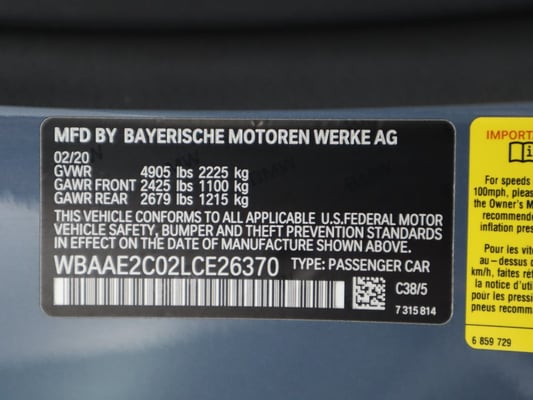 MFD BY BAYERISCHE MOTOREN WERKE AG
02/20
GVWR 4905 lbs 2225 kg
GAWR FRONT 2425 lbs 1100 kg
GAWR REAR 2679 lbs 1215 kg
THIS VEHICLE CONFORMS TO ALL APPLICABLE U.S.FEDERAL MOTOR
VEHICLE SAFETY, BUMPER AND THEFT PREVENTION STANDARDS
IN EFFECT ON THE DATE OF MANUFACTURE SHOWN ABOVE.
WBAAE2C02LCE26370 TYPE: PASSENGER CAR
C38/5
7 315 814
IMPORTA
For speeds
100mph, pleas
the Owner's M
recommende
inflation pres
Pour les vit
au-dessus d
km/h, faites réf
la notice d'utilis
pour les pressi
pneus recomm
6 859 729